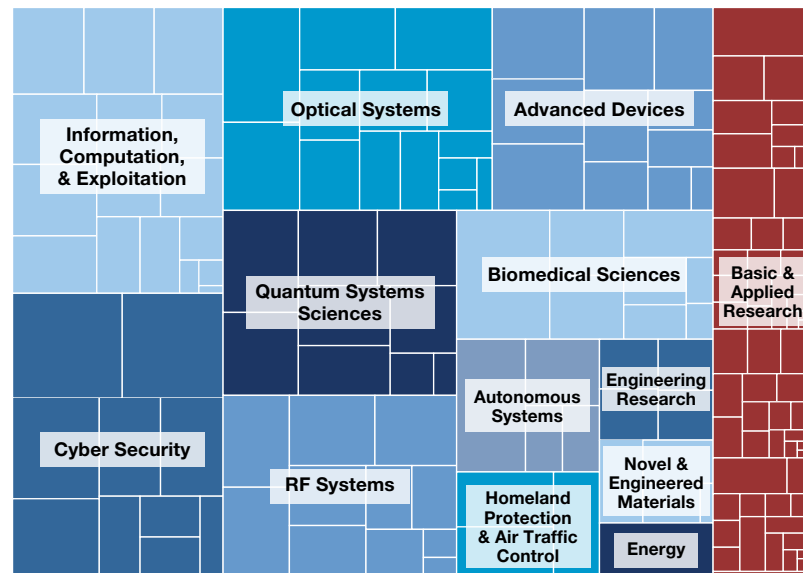 Information,
Computation,
& Exploitation
Optical Systems
Advanced Devices
Quantum Systems
Sciences
Biomedical Sciences
Basic &
Applied
Research
Cyber Security
RF Systems
Autonomous
Systems
Engineering
Research
Novel &
Engineered
Materials
Homeland
Protection
& Air Traffic
Control
Energy